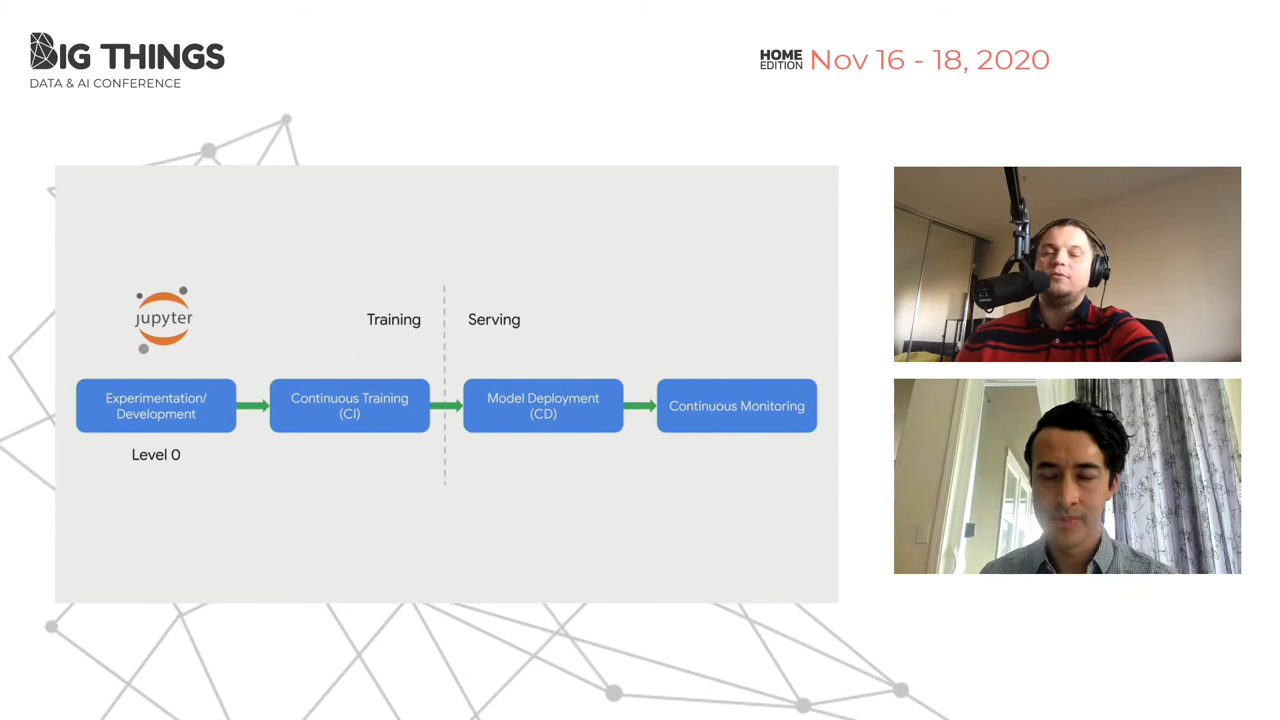 BIG THINGS
DATA & AI CONFERENCE
HOME
EDITION
Nov 16 - 18, 2020
jupyter
Training
Serving
Experimentation/
Development
Continuous Training
(CI)
Model Deployment
(CD)
Continuous Monitoring
Level 0